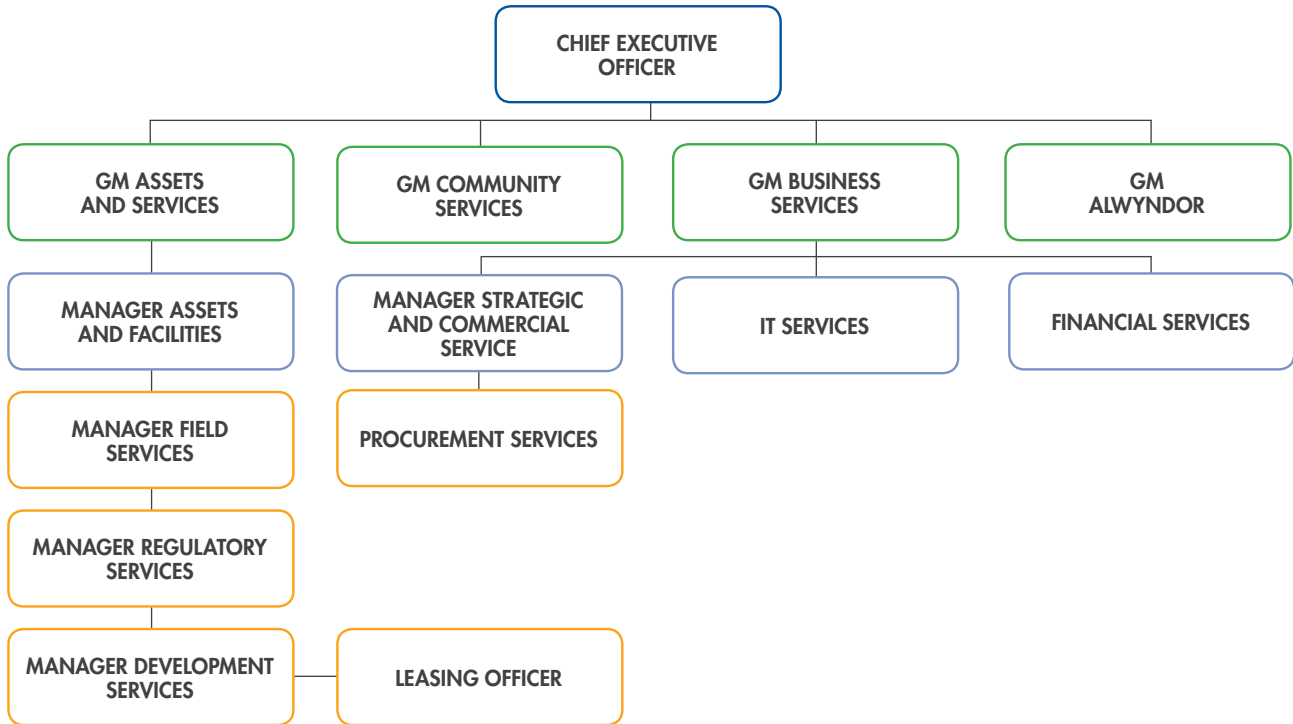 CHIEF EXECUTIVE
OFFICER
GM ASSETS
AND SERVICES
GM COMMUNITY
SERVICES
GM BUSINESS
SERVICES
GM
ALWYNDOR
MANAGER ASSETS
AND FACILITIES
MANAGER STRATEGIC
AND COMMERCIAL
SERVICE
IT SERVICES
FINANCIAL SERVICES
MANAGER FIELD
SERVICES
PROCUREMENT SERVICES
MANAGER REGULATORY
SERVICES
MANAGER DEVELOPMENT
SERVICES
LEASING OFFICER